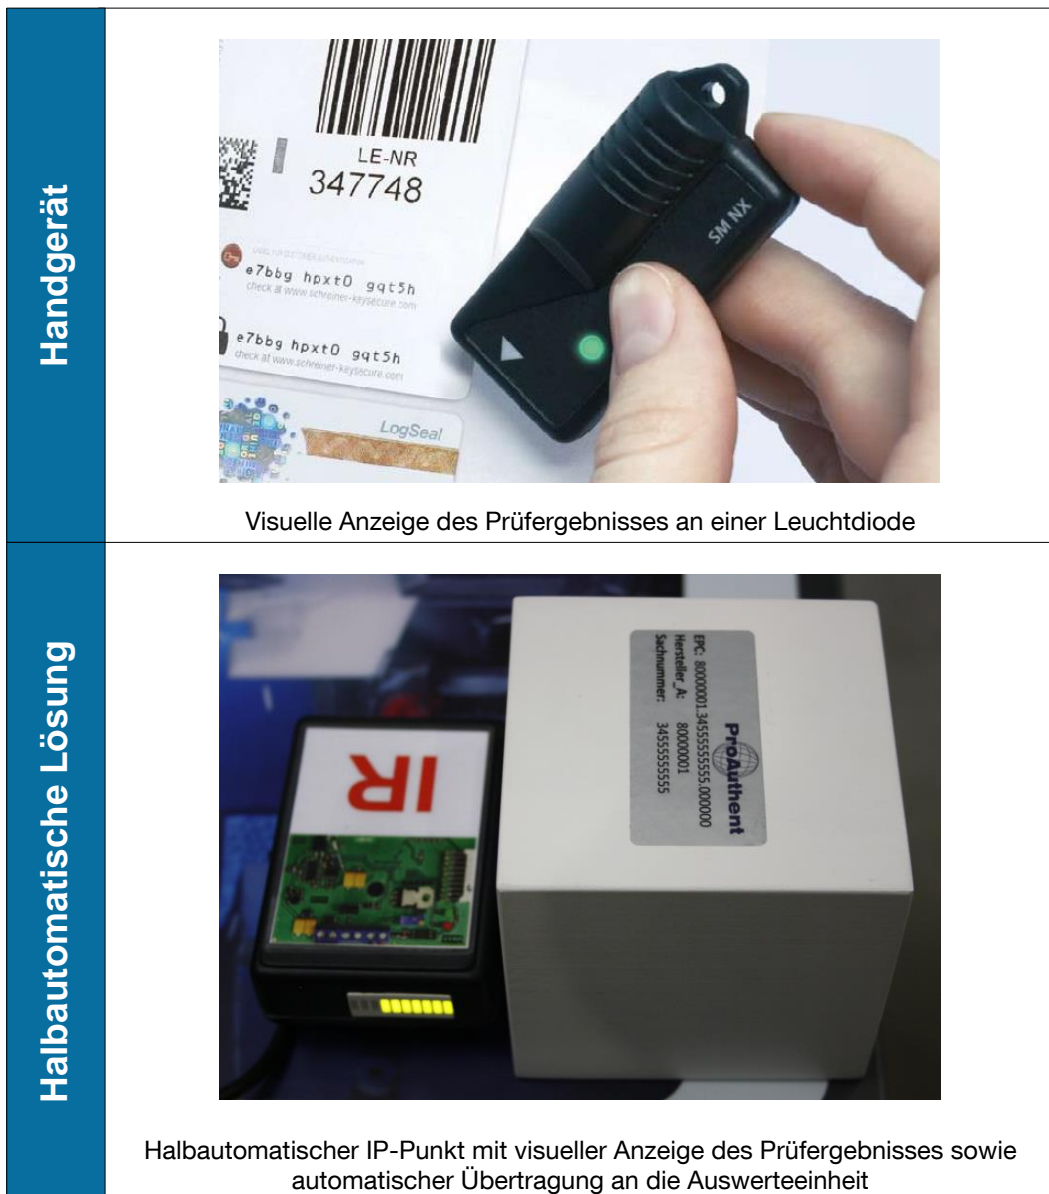 Handgerät
LE-NR
347748
e7bbg hpxt0 gqt5h
check at www.schreiner-keysecure.com
e7bbg hpxt0 gqt5h
check at www.schreiner-keysecure.com
LogSeal
SM NX
Visuelle Anzeige des Prüfergebnisses an einer Leuchtdiode
Halbautomatische Lösung
IR
ProAuthent
EPC: 80000001.34555555555.000000
Hersteller_A: 80000001
Sachnummer: 34555555555
Halbautomatischer IP-Punkt mit visueller Anzeige des Prüfergebnisses sowie
automatischer Übertragung an die Auswerteeinheit